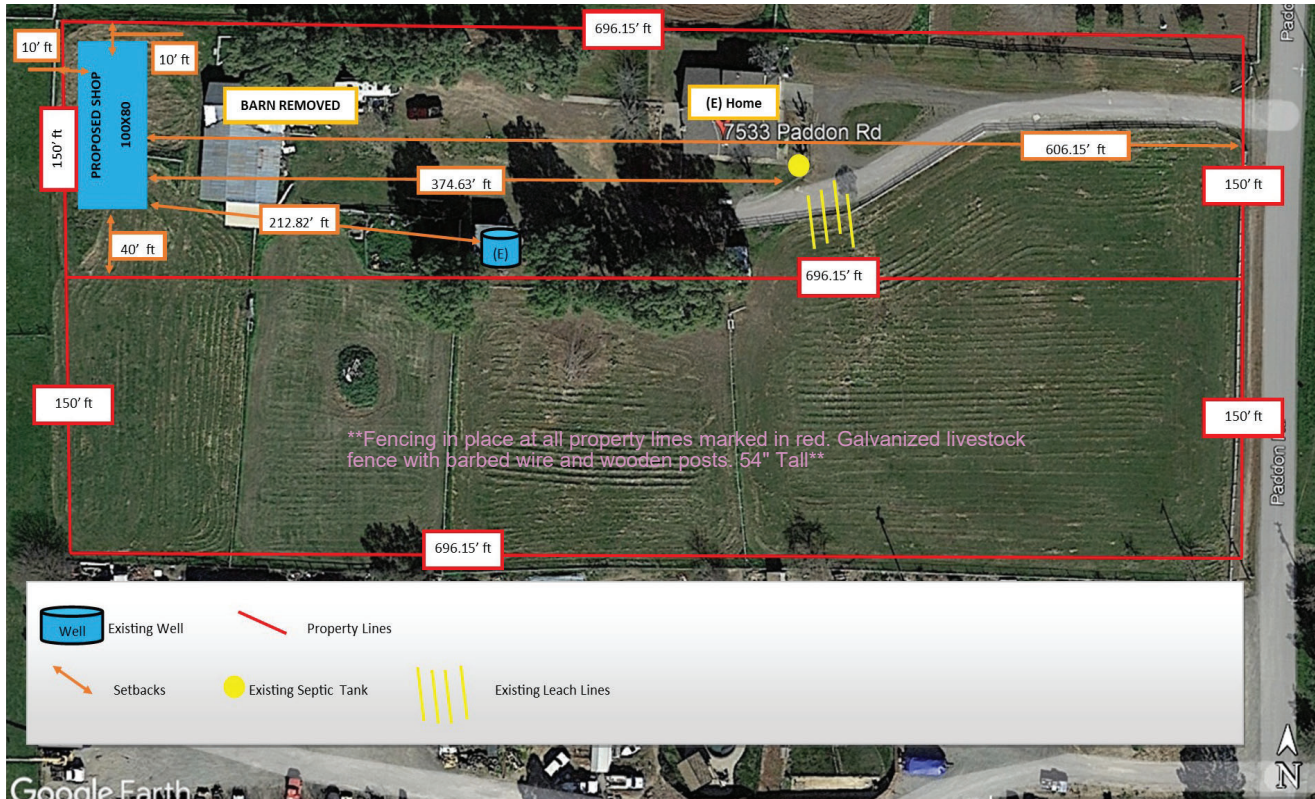 696.15' ft
10' ft
10' ft
PROPOSED SHOP
100X80
BARN REMOVED
(E) Home
7533 Paddon Rd
150' ft
606.15' ft
374.63' ft
150' ft
212.82' ft
40' ft
(E)
696.15' ft
150' ft
150' ft
**Fencing in place at all property lines marked in red. Galvanized livestock
fence with barbed wire and wooden posts. 54" Tall**
Paddon Rd
696.15' ft
Well
Existing Well
Property Lines
Setbacks
Existing Septic Tank
Existing Leach Lines
N
Google Earth